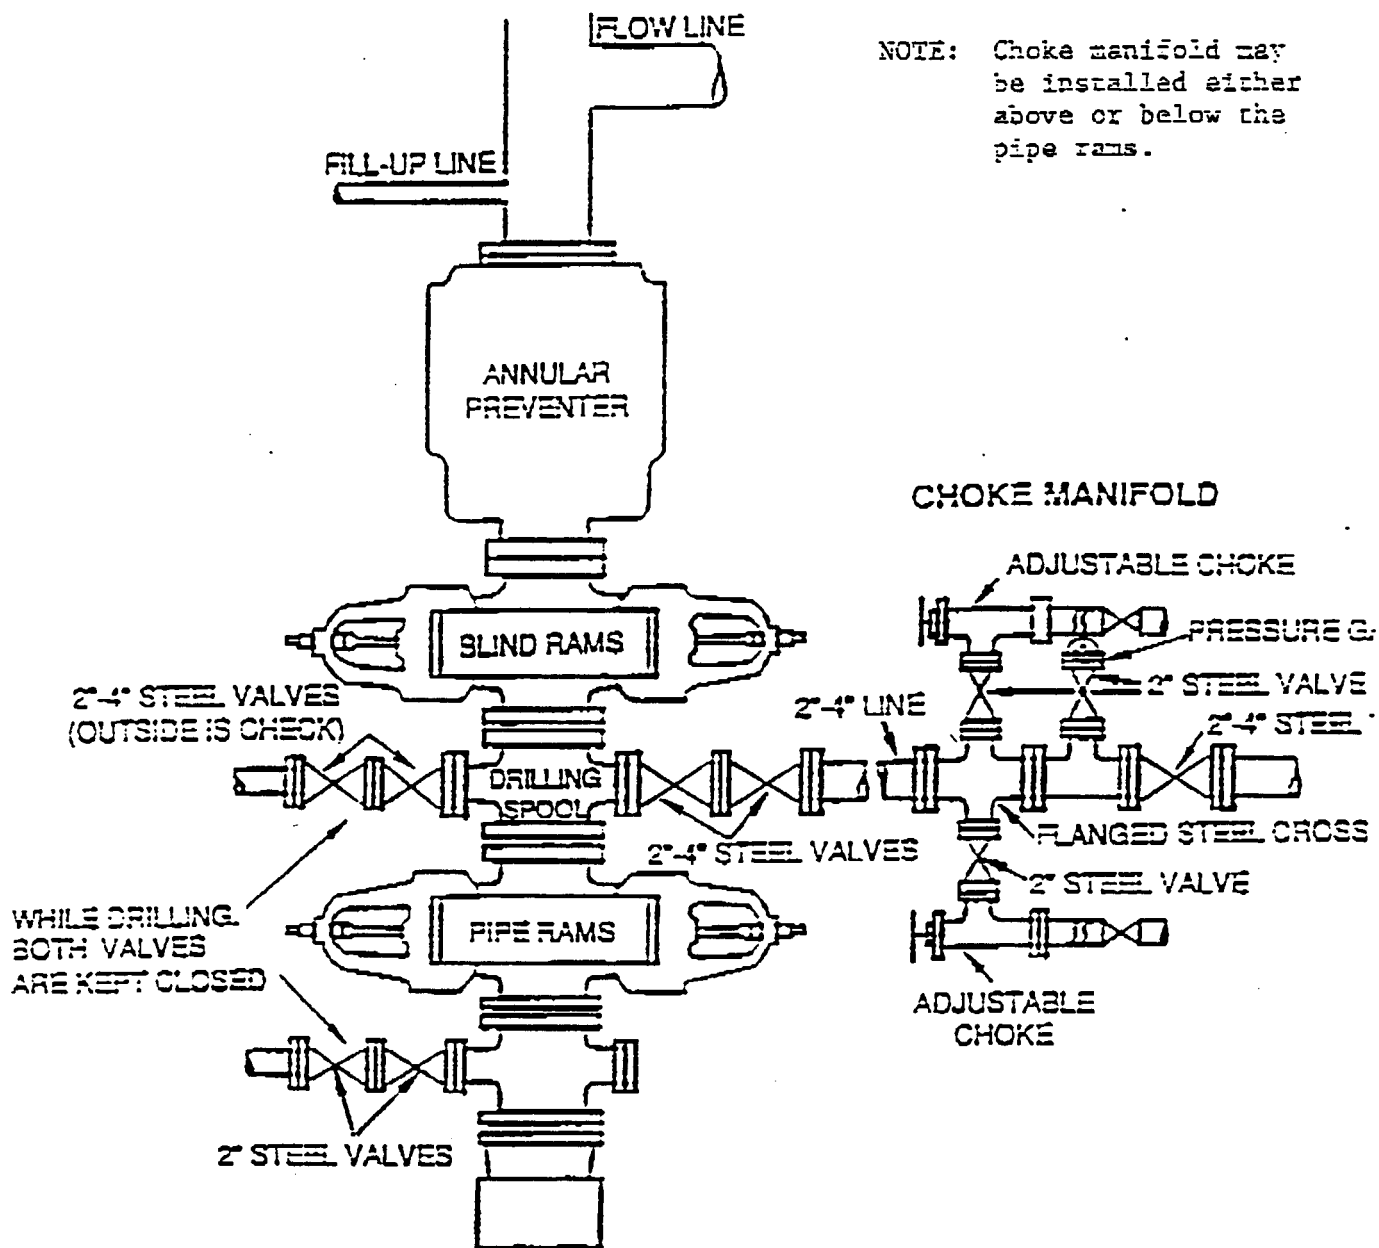 FLOW LINE
NOTE: Choke manifold may
be installed either
above or below the
pipe rams.
FILL-UP LINE
ANNULAR
PREVENTER
CHOKE MANIFOLD
ADJUSTABLE CHOKE
BLIND RAMS
PRESSURE
2" STEEL VALVE
2"-4" STEEL VALVES
(OUTSIDE IS CHECK)
2"-4" LINE
2"-4" STEEL
DRILLING
SPOOL
FLANGED STEEL CROSS
2"-4" STEEL VALVES
2" STEEL VALVE
WHILE DRILLING,
BOTH VALVES
ARE KEPT CLOSED
PIPE RAMS
ADJUSTABLE
CHOKE
2" STEEL VALVES